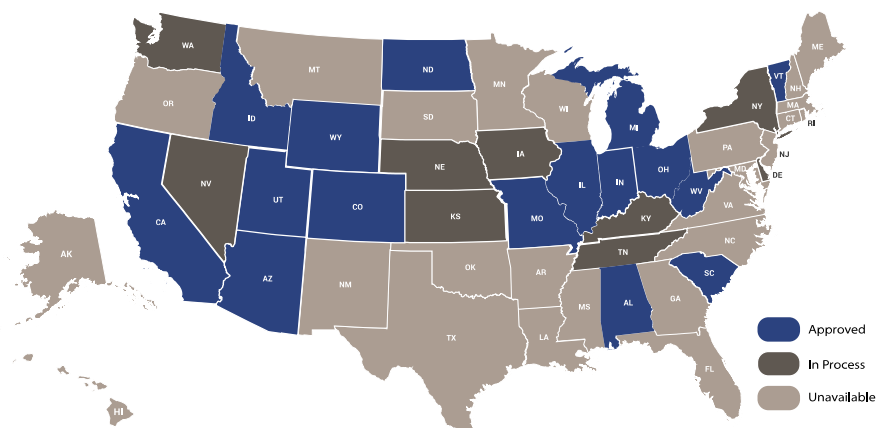 WA
MT
ND
MN
ME
VT
NH
OR
ID
SD
WI
NY
MA
CT
RI
WY
MI
PA
NJ
NE
IA
NV
UT
CO
IL
IN
OH
MD
DE
WV
VA
CA
KS
MO
KY
NC
TN
AK
AZ
NM
OK
AR
SC
MS
AL
GA
TX
LA
FL
HI
Approved
In Process
Unavailable